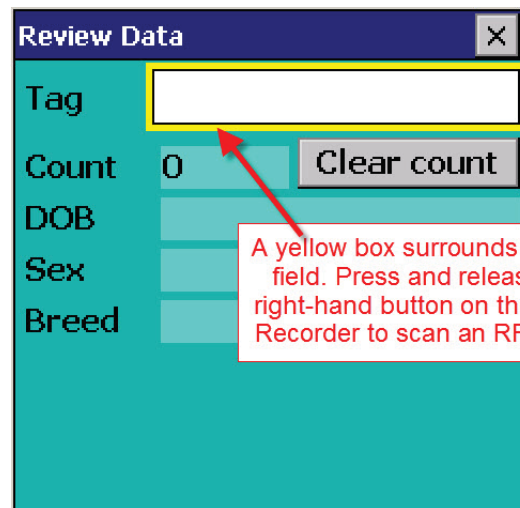 Review Data
Tag
Count 0 Clear count
DOB
Sex
Breed
A yellow box surrounds
field. Press and releas
right-hand button on th
Recorder to scan an RF